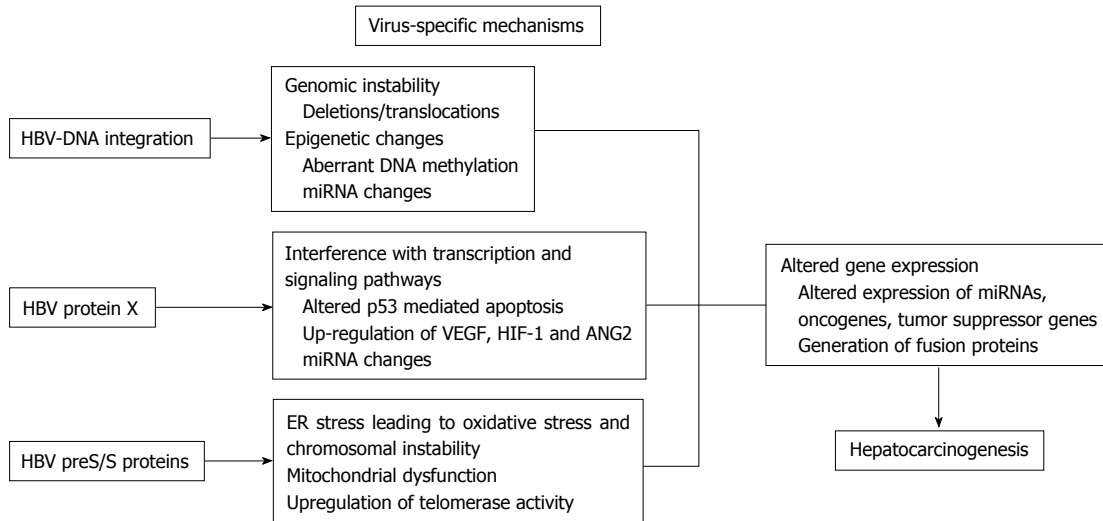 Virus-specific mechanisms
HBV-DNA integration
Genomic instability
Deletions/translocations
Epigenetic changes
Aberrant DNA methylation
miRNA changes
HBV protein X
Interference with transcription and
signaling pathways
Altered p53 mediated apoptosis
Up-regulation of VEGF, HIF-1 and ANG2
miRNA changes
HBV preS/S proteins
ER stress leading to oxidative stress and
chromosomal instability
Mitochondrial dysfunction
Upregulation of telomerase activity
Altered gene expression
Altered expression of miRNAs,
oncogenes, tumor suppressor genes
Generation of fusion proteins
Hepatocarcinogenesis